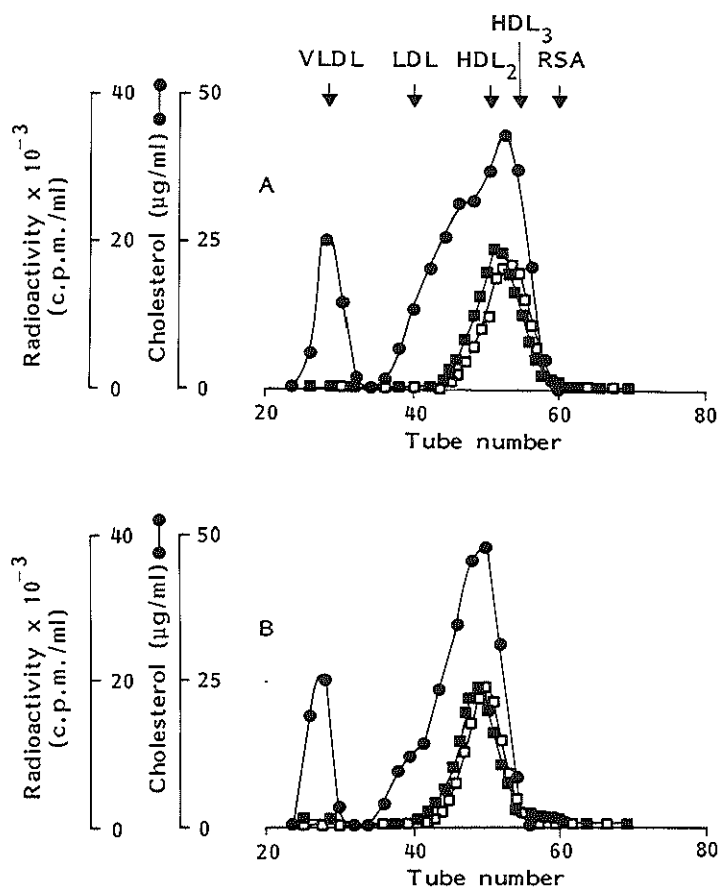 HDL3
VLDL LDL HDL2 RSA
Radioactivity x 10-3
(c.p.m./ml)
40
20
0
Cholesterol (µg/ml)
50
25
0
A
20 40 60 80
Tube number
Radioactivity x 10-3
(c.p.m./ml)
40
20
0
Cholesterol (µg/ml)
50
25
0
B
20 40 60 80
Tube number